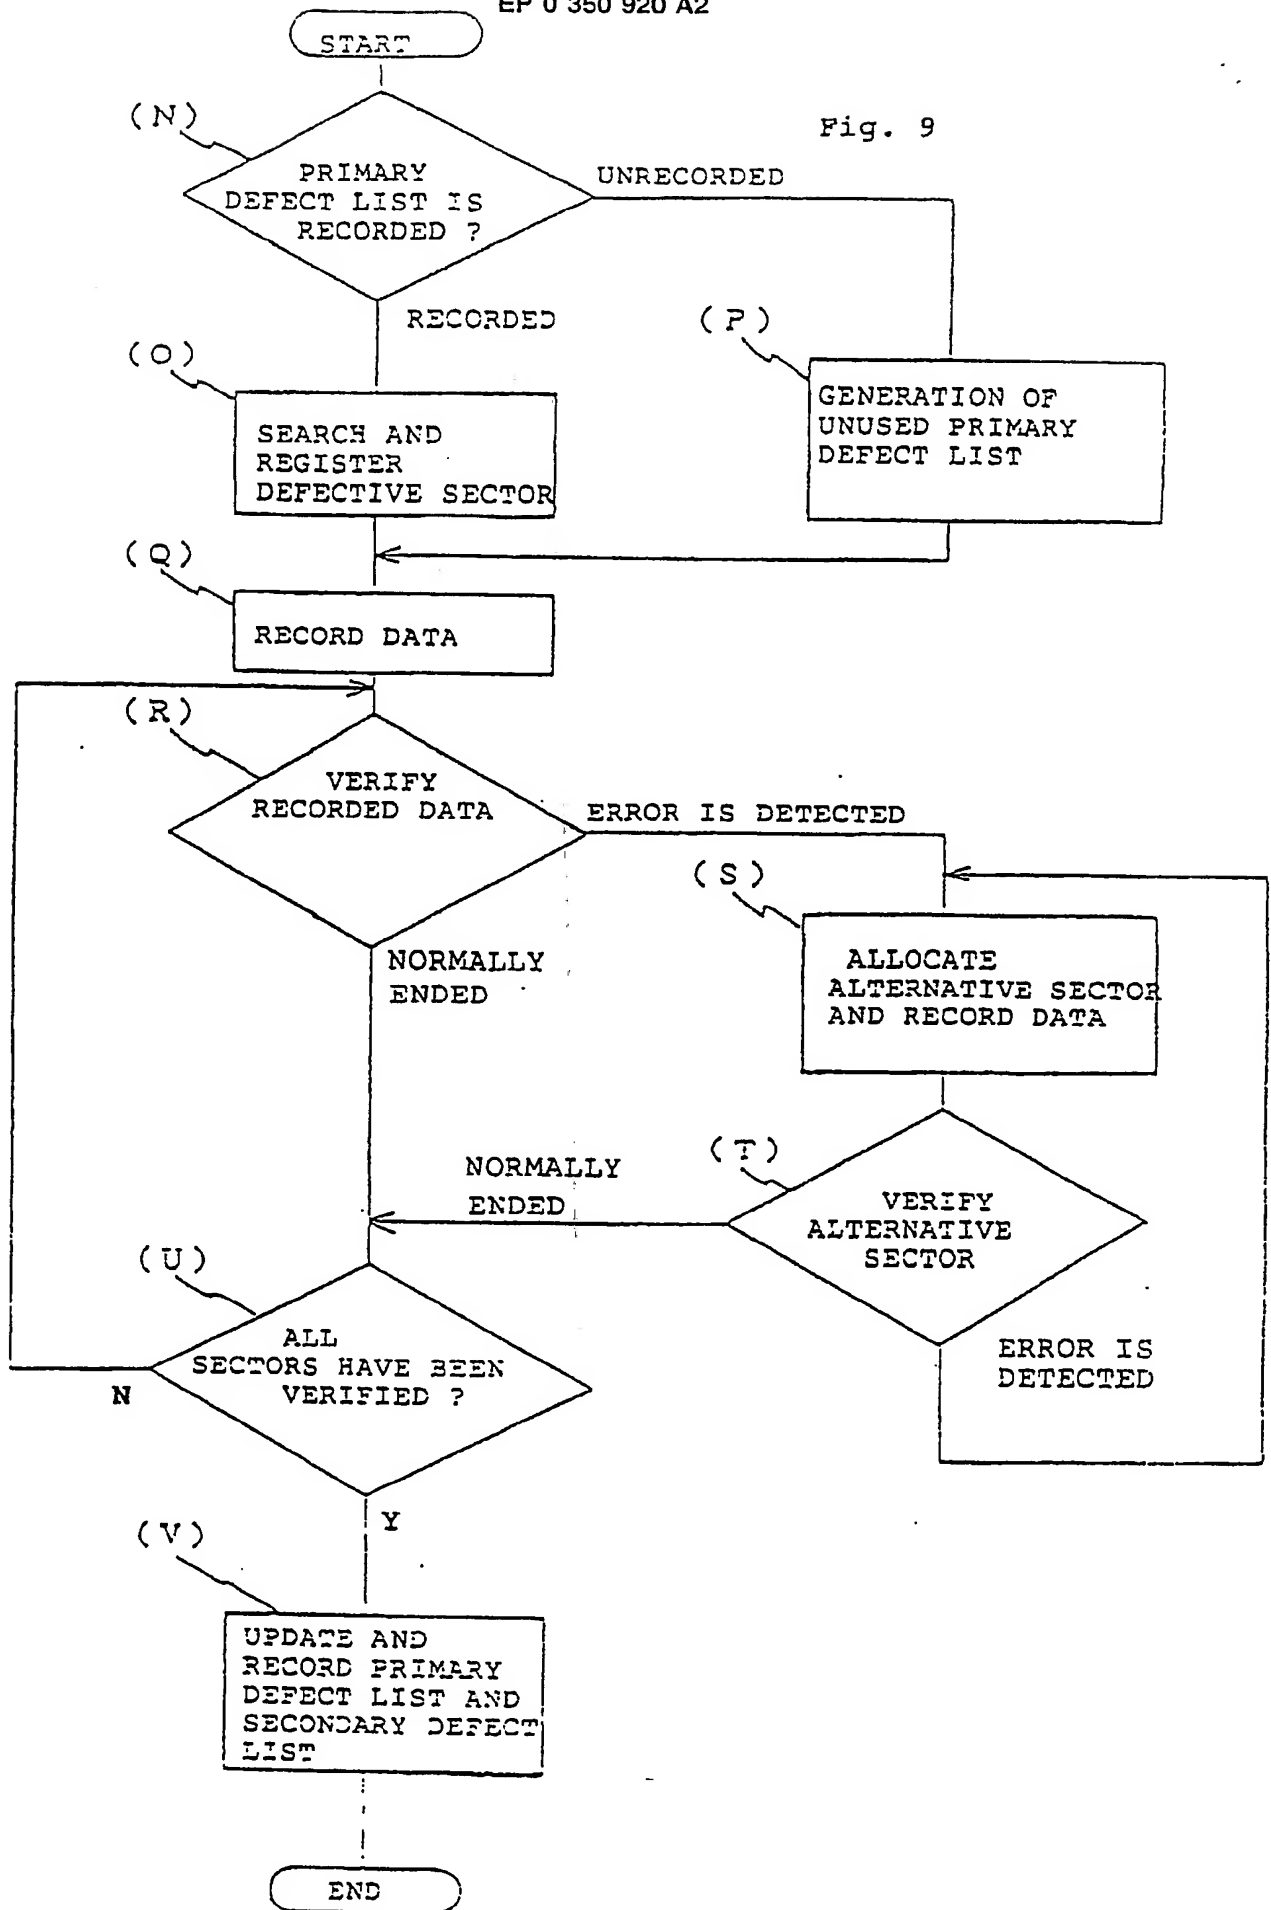 EP 0 350 920 A2
START
Fig. 9
(N)
PRIMARY
DEFECT LIST IS
RECORDED ?
UNRECORDED
RECORDED
(O)
SEARCH AND
REGISTER
DEFECTIVE SECTOR
(P)
GENERATION OF
UNUSED PRIMARY
DEFECT LIST
(Q)
RECORD DATA
(R)
VERIFY
RECORDED DATA
ERROR IS DETECTED
NORMALLY
ENDED
(S)
ALLOCATE
ALTERNATIVE SECTOR
AND RECORD DATA
(T)
VERIFY
ALTERNATIVE
SECTOR
NORMALLY
ENDED
ERROR IS
DETECTED
(U)
ALL
SECTORS HAVE BEEN
VERIFIED ?
N
Y
(V)
UPDATE AND
RECORD PRIMARY
DEFECT LIST AND
SECONDARY DEFECT
LIST
END